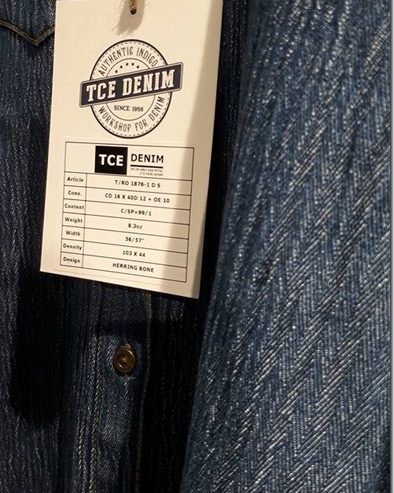 AUTHENTIC INDIGO
TCE DENIM
SINCE 1956
WORKSHOP FOR DENIM
TCE DENIM
Article T/RO 1876-1 D S
Cons. CD 16 X 40D 12 + OE 10
Content C/SP=99/1
Weight 8.3oz
Width 56/57"
Density 103 X 44
Design HERRING BONE